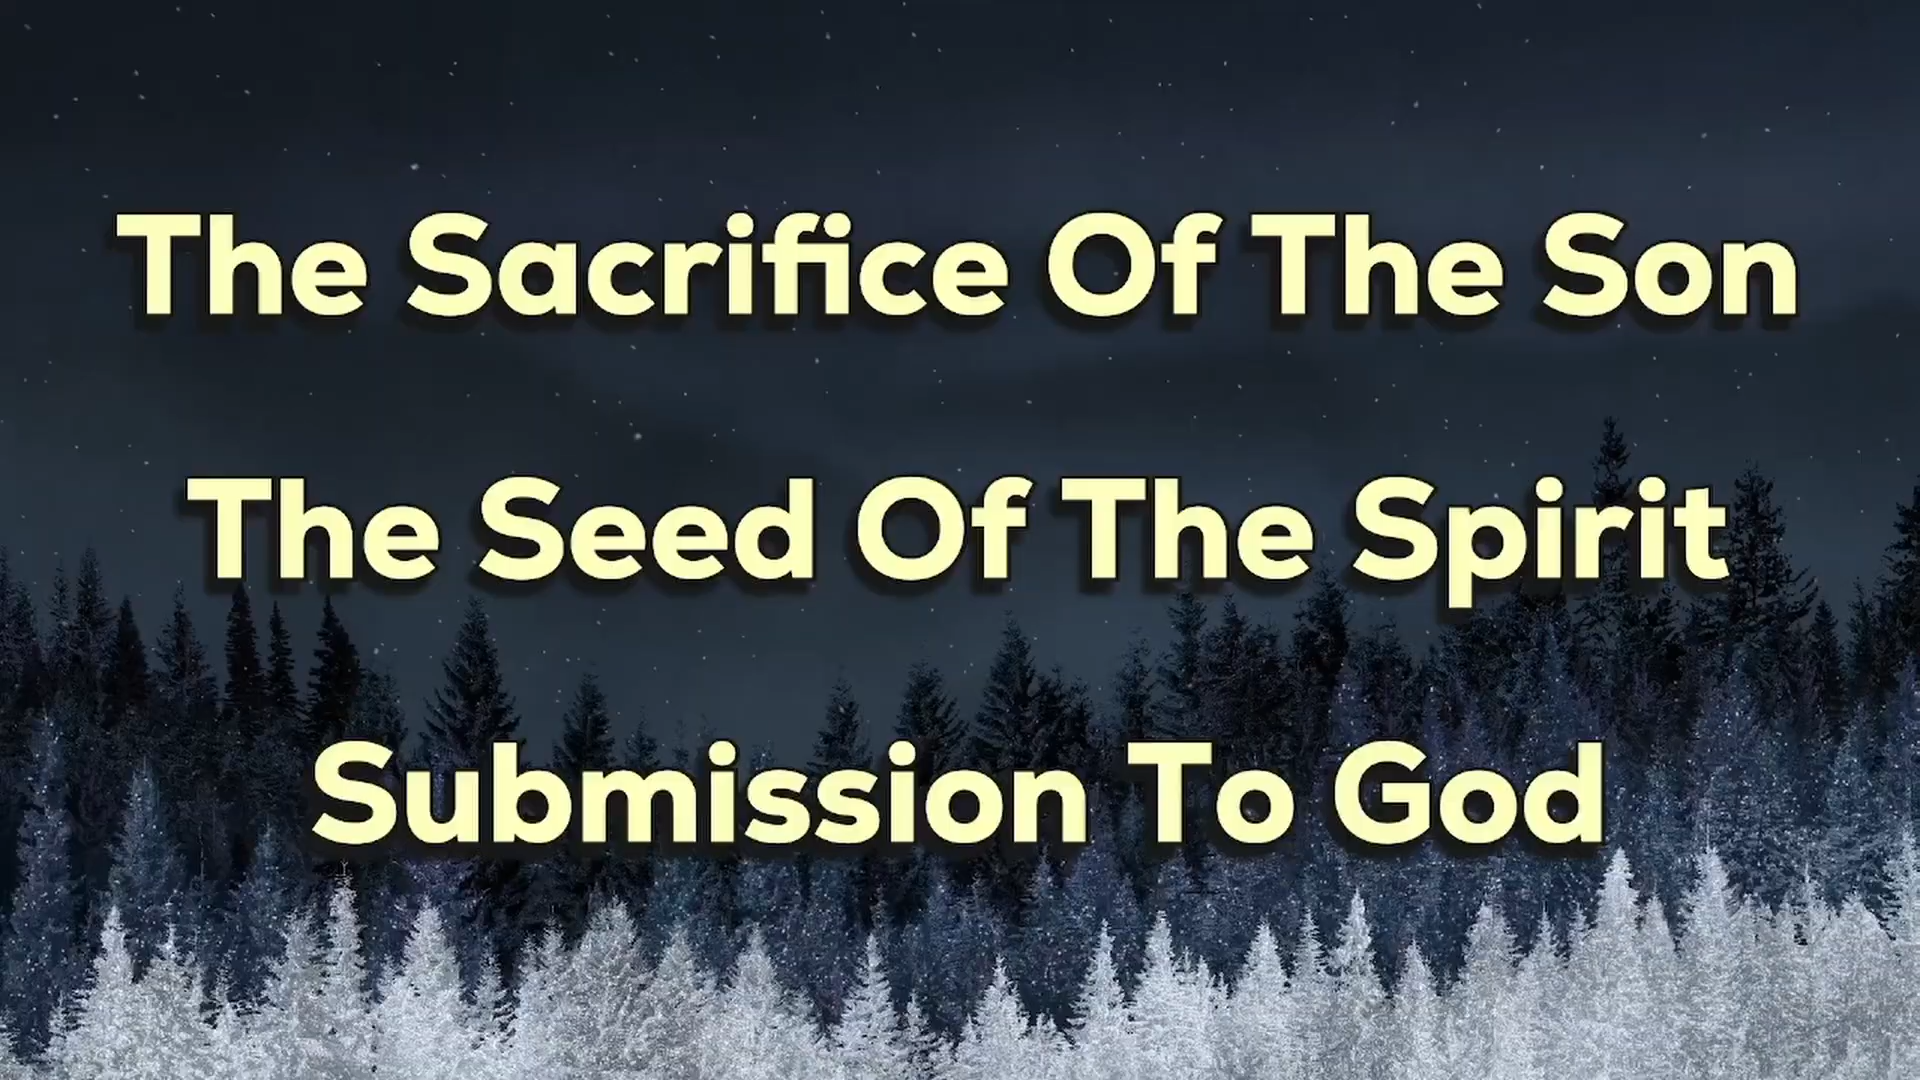 The Sacrifice Of The Son
The Seed Of The Spirit
Submission To God